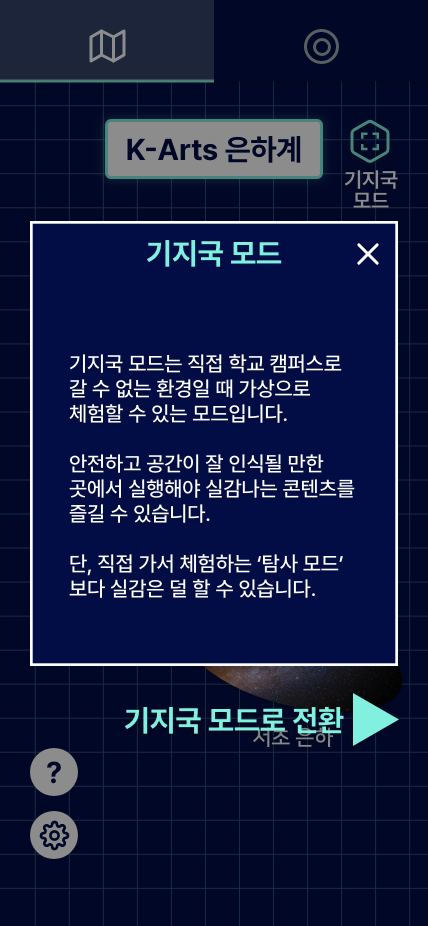 K-Arts 은하계
기지국
모드
기지국 모드
기지국 모드는 직접 학교 캠퍼스로
갈 수 없는 환경일 때 가상으로
체험할 수 있는 모드입니다.
안전하고 공간이 잘 인식될 만한
곳에서 실행해야 실감나는 콘텐츠를
즐길 수 있습니다.
단, 직접 가서 체험하는 ‘탐사 모드’
보다 실감은 덜 할 수 있습니다.
기지국 모드로 전환
서초 은하
?